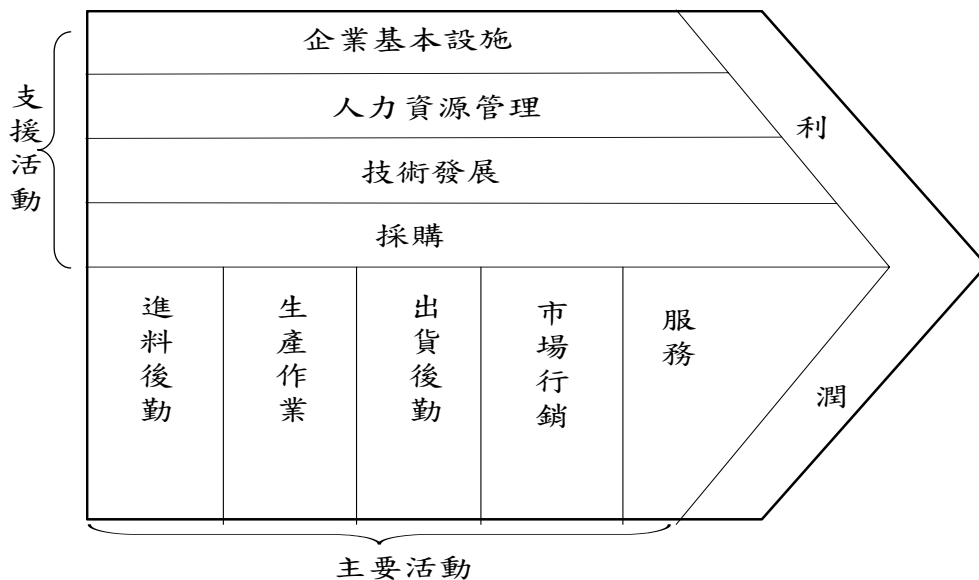 企業基本設施
人力資源管理
技術發展
採購
支援活動
進料後勤
生產作業
出貨後勤
市場行銷
服務
利潤
主要活動